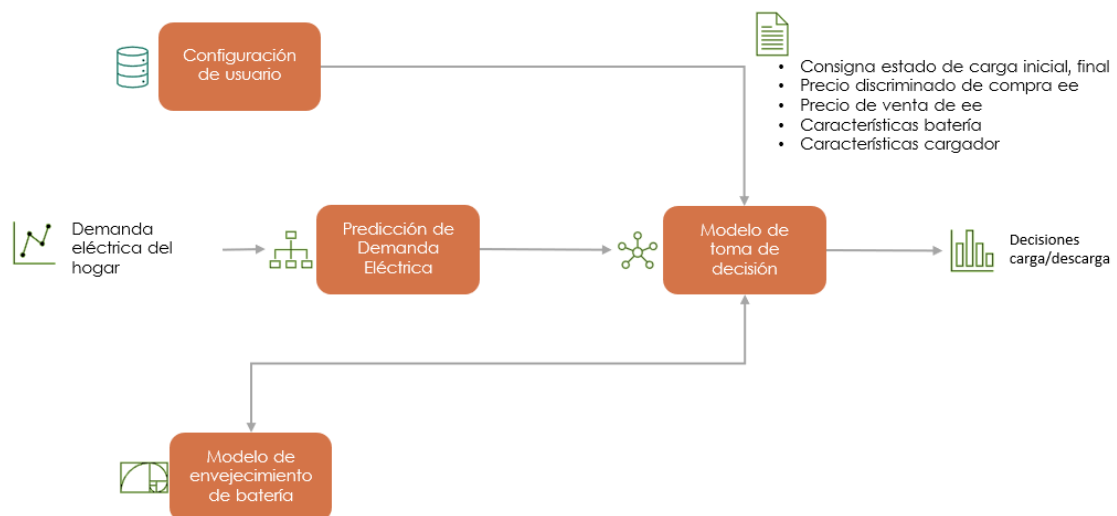 Configuración
de usuario
• Consigna estado de carga inicial, final
• Precio discriminado de compra ee
• Precio de venta de ee
• Características batería
• Características cargador
Demanda
eléctrica del
hogar
Predicción de
Demanda
Eléctrica
Modelo de
toma de
decisión
Decisiones
carga/descarga
Modelo de
envejecimiento
de batería